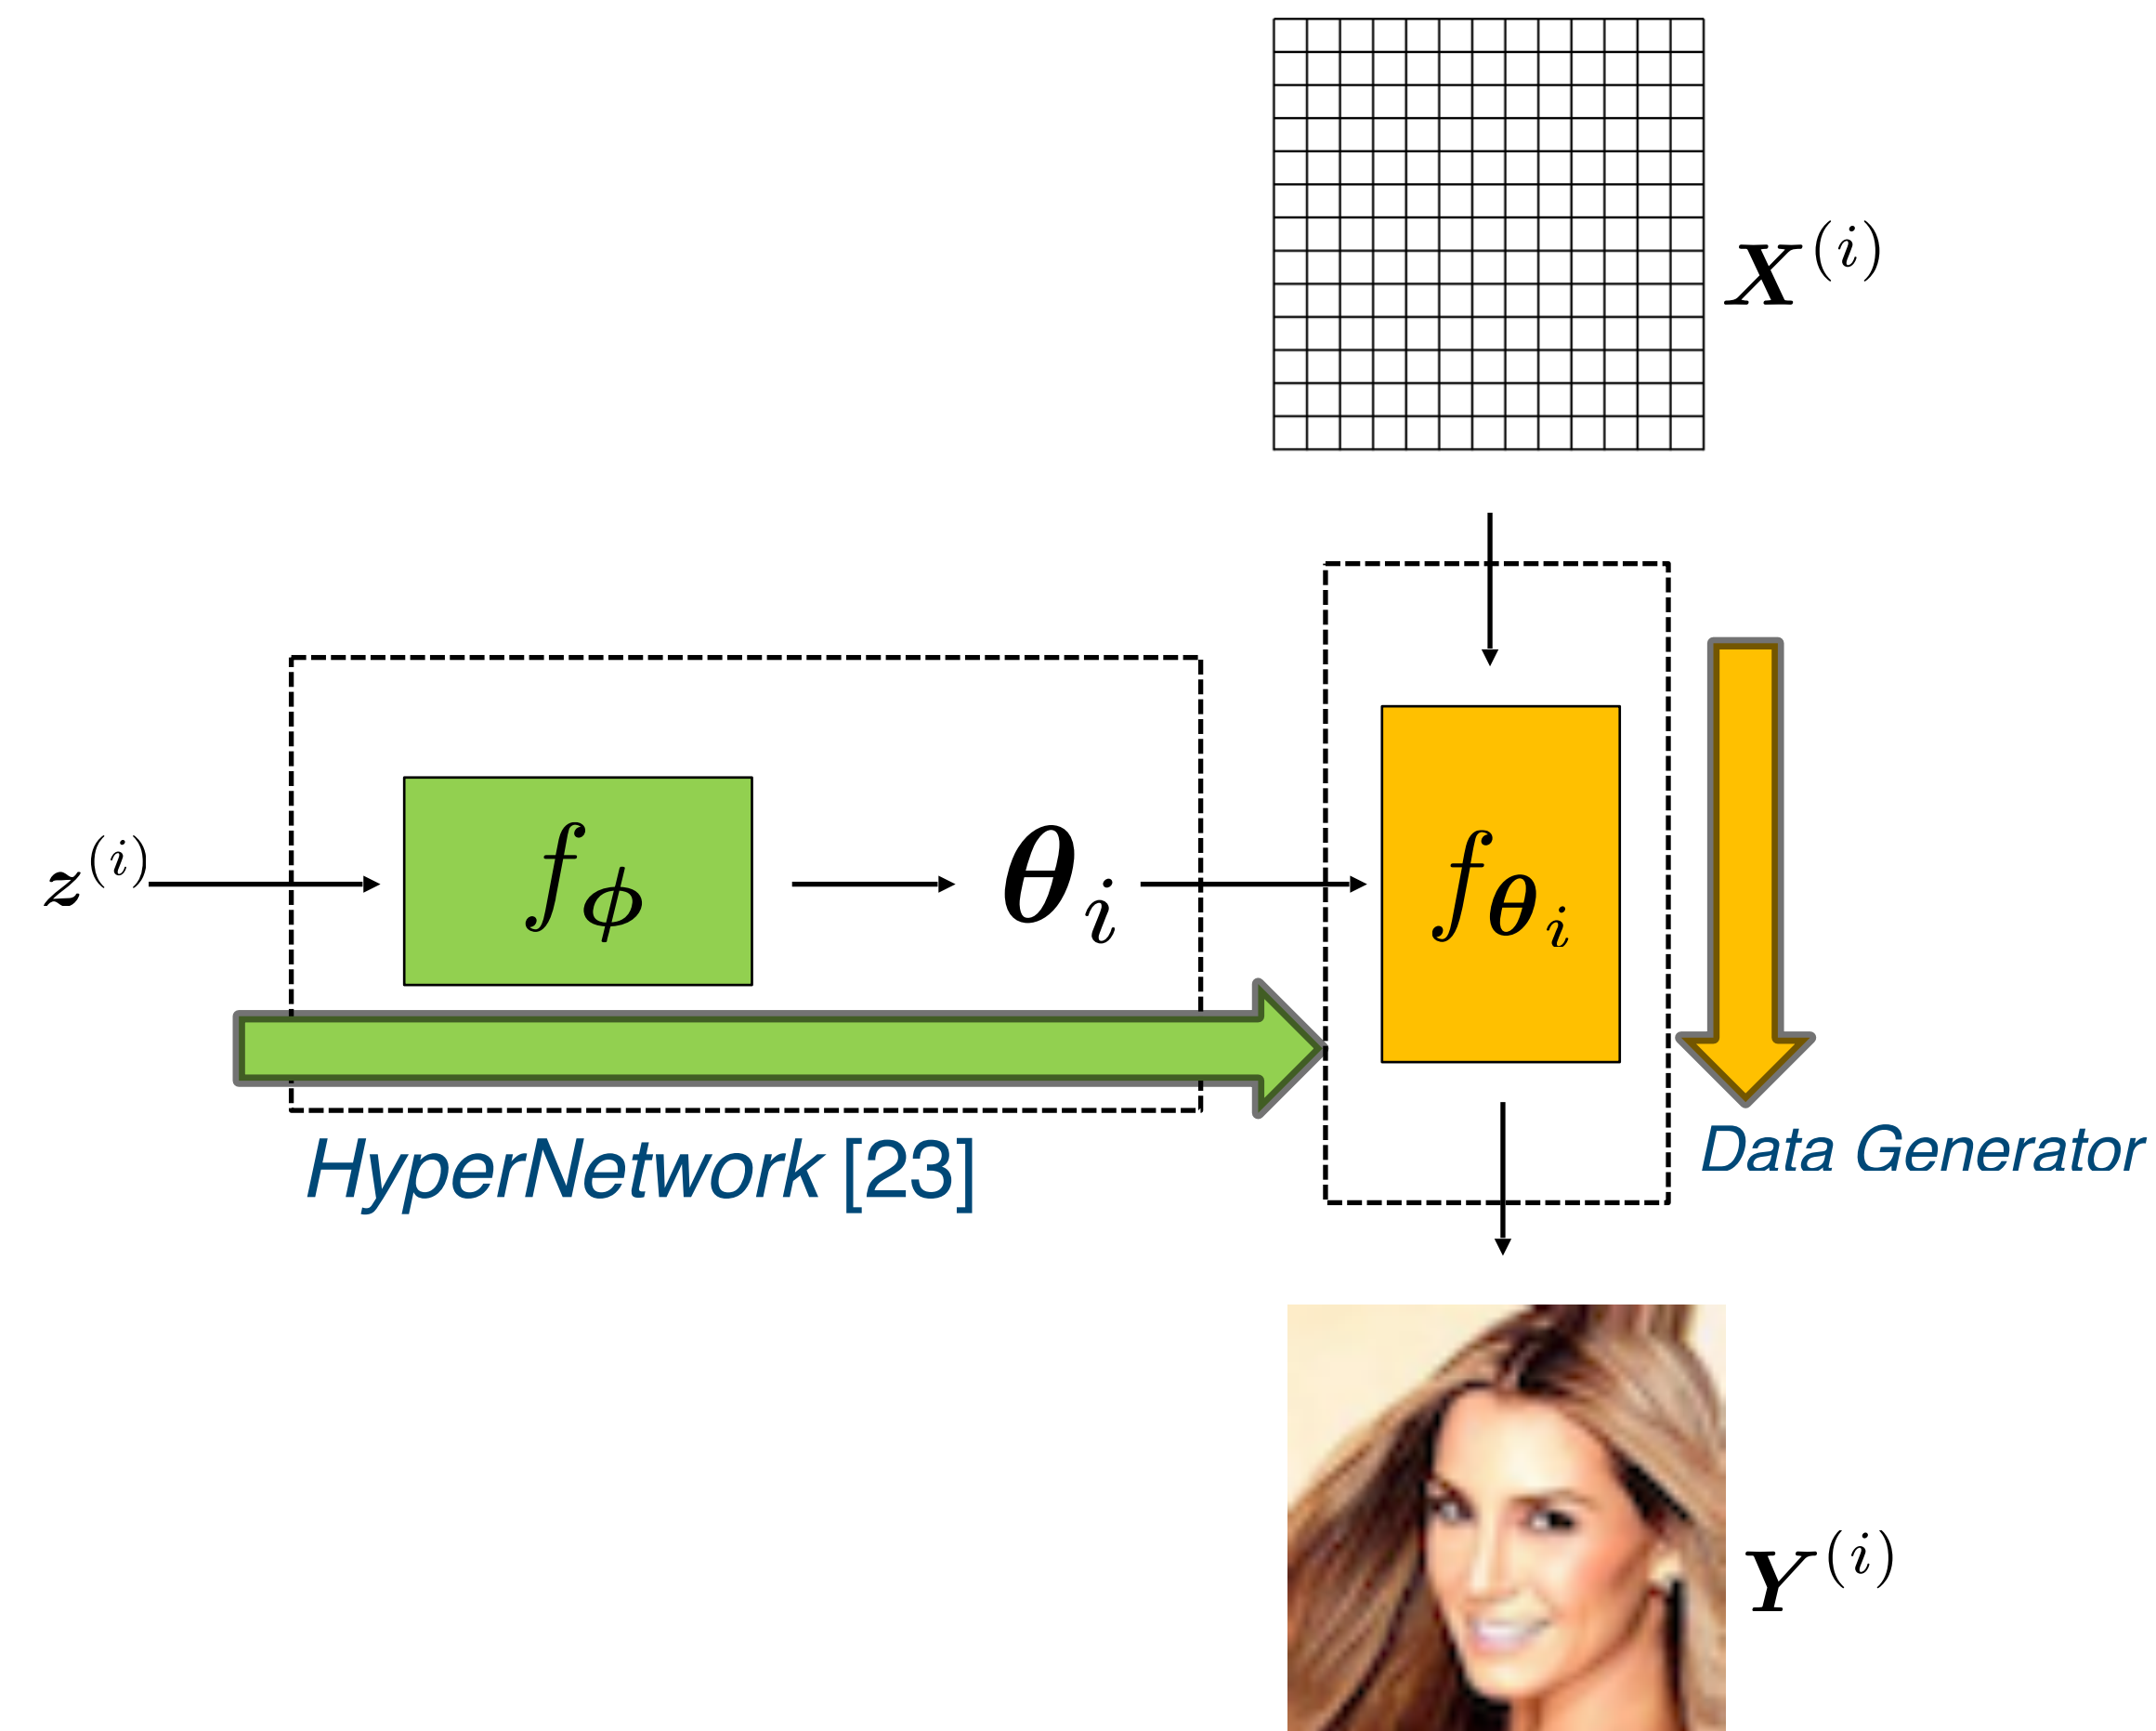 X^(i)
z^(i)
f_ϕ
θ_i
f_θ_i
HyperNetwork [23]
Data Generator
Y^(i)